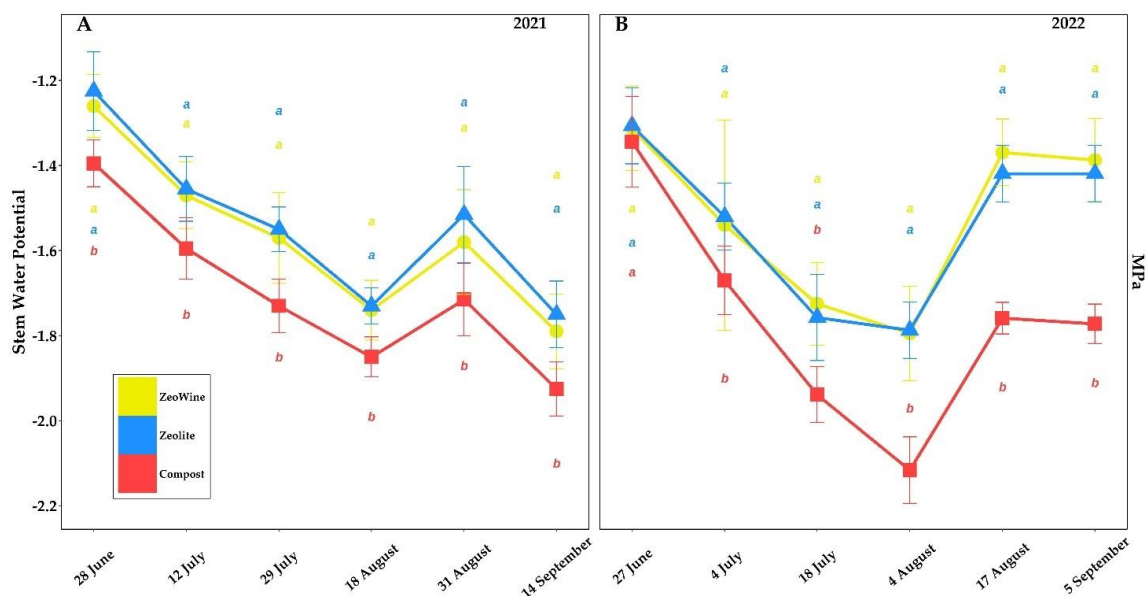 A
2021
Stem Water Potential
-1.2
-1.4
-1.6
-1.8
-2.0
-2.2
a
a
b
a
a
b
a
a
b
a
a
b
a
a
b
a
a
b
ZeoWine
Zeolite
Compost
28 June
12 July
29 July
18 August
31 August
14 September
B
2022
a
a
a
a
a
b
a
a
b
a
a
b
a
a
b
a
a
b
MPa
27 June
4 July
18 July
4 August
17 August
5 September